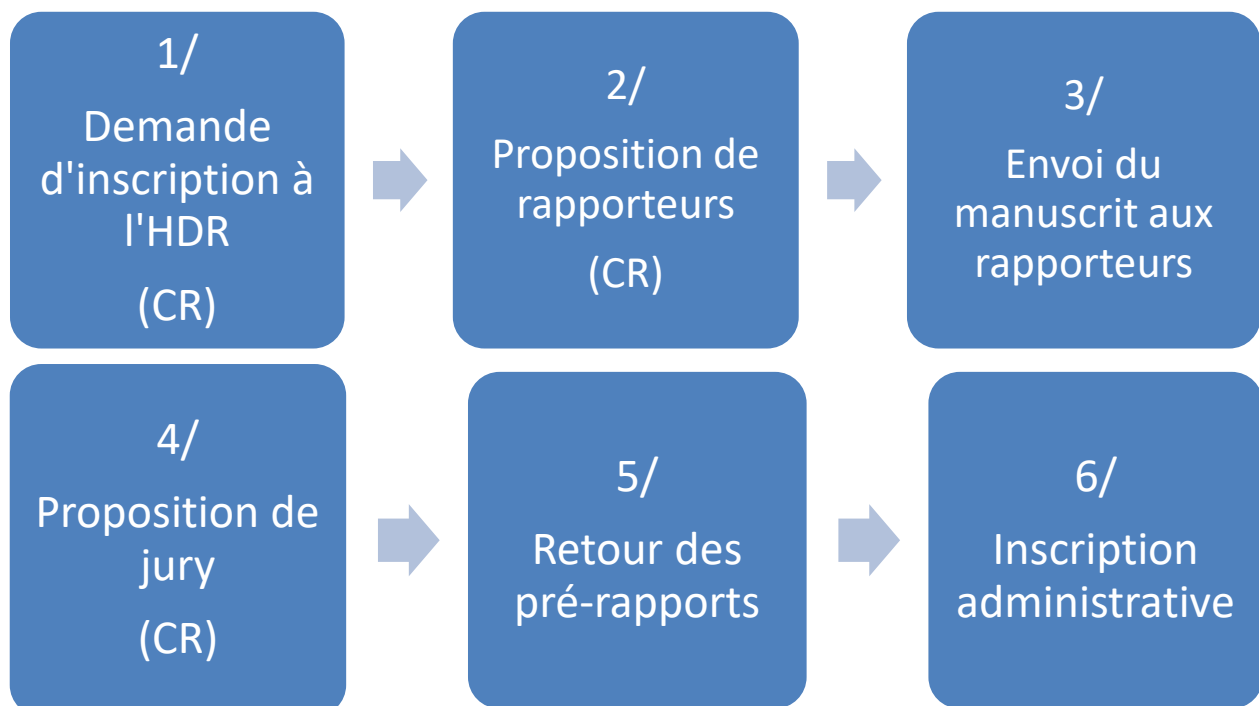 1/
Demande
d'inscription à
l'HDR
(CR)
2/
Proposition de
rapporteurs
(CR)
3/
Envoi du
manuscrit aux
rapporteurs
4/
Proposition de
jury
(CR)
5/
Retour des
pré-rapports
6/
Inscription
administrative